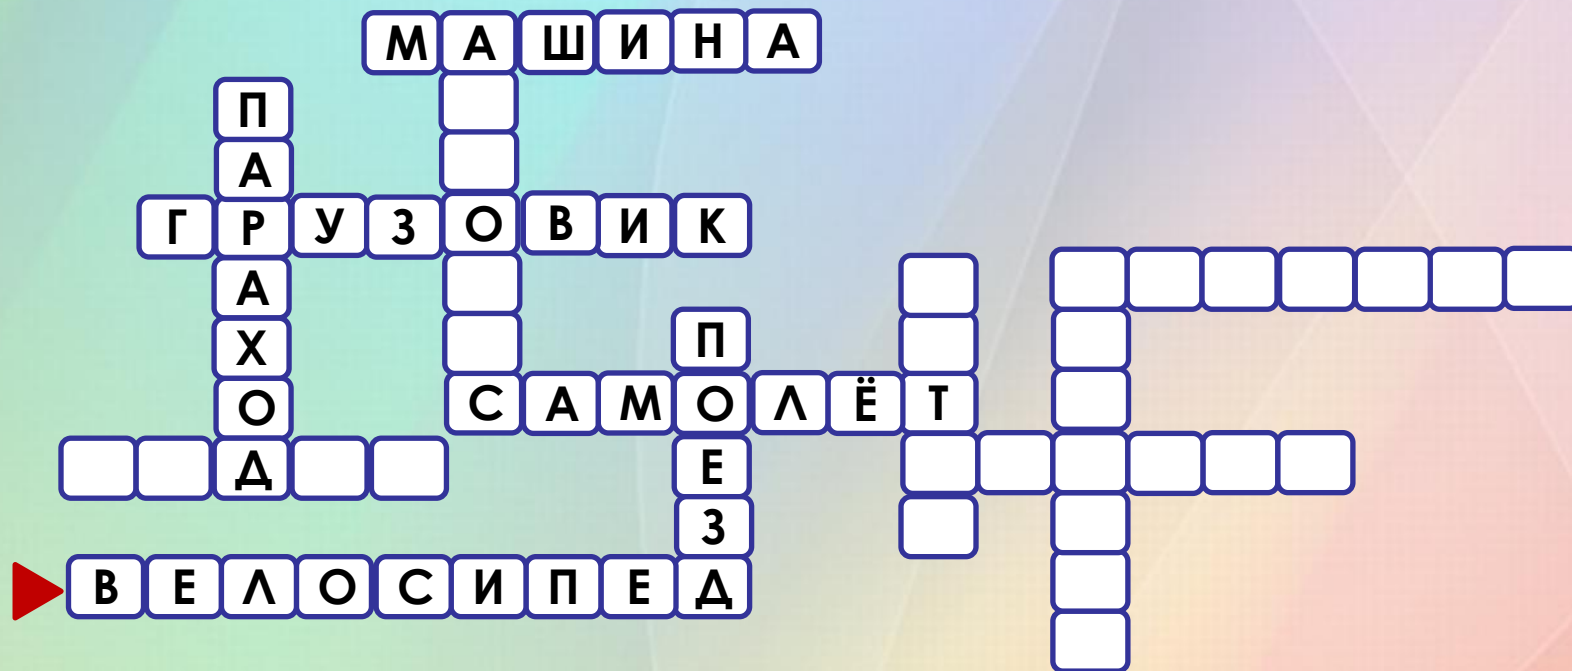 МАШИНА
ПАРАХОД
ГРУЗОВИК
ПОЕЗД
САМОЛЁТ
ВЕЛОСИПЕД